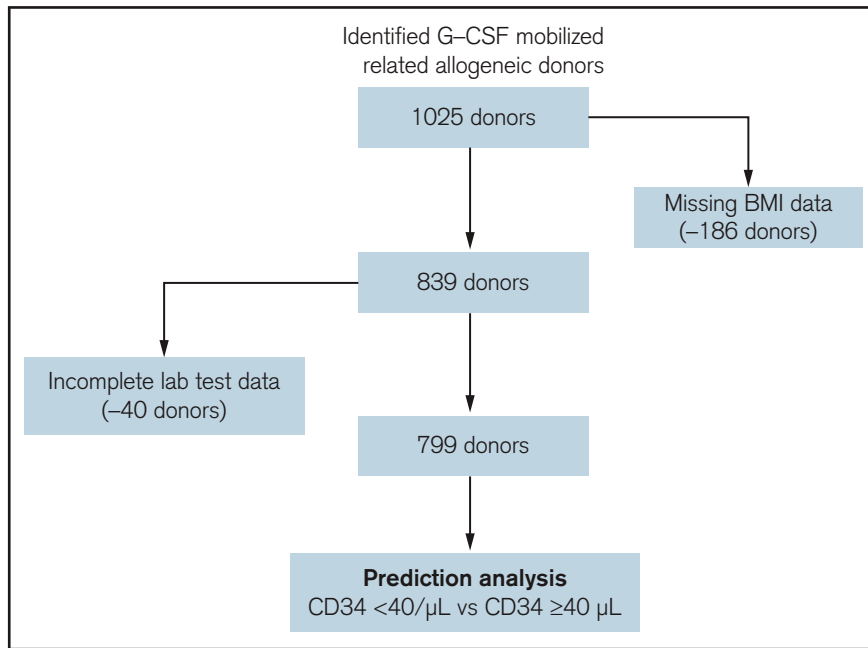 Identified G–CSF mobilized
related allogeneic donors
1025 donors
Missing BMI data
(–186 donors)
839 donors
Incomplete lab test data
(–40 donors)
799 donors
Prediction analysis
CD34 <40/µL vs CD34 ≥40 µL